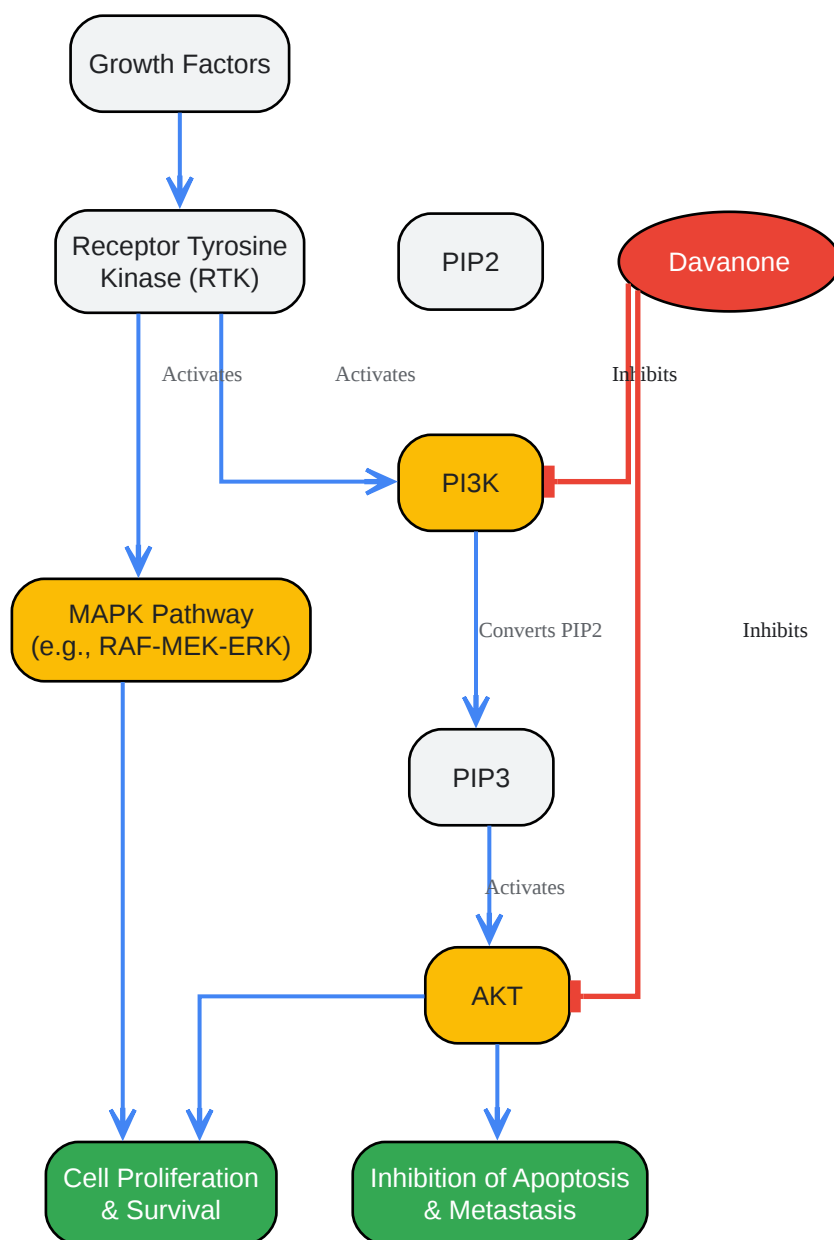 Growth Factors
Receptor Tyrosine
Kinase (RTK)
PIP2
Davanone
Activates
Activates
Inhibits
PI3K
MAPK Pathway
(e.g., RAF-MEK-ERK)
Converts PIP2
Inhibits
PIP3
Activates
AKT
Cell Proliferation
& Survival
Inhibition of Apoptosis
& Metastasis